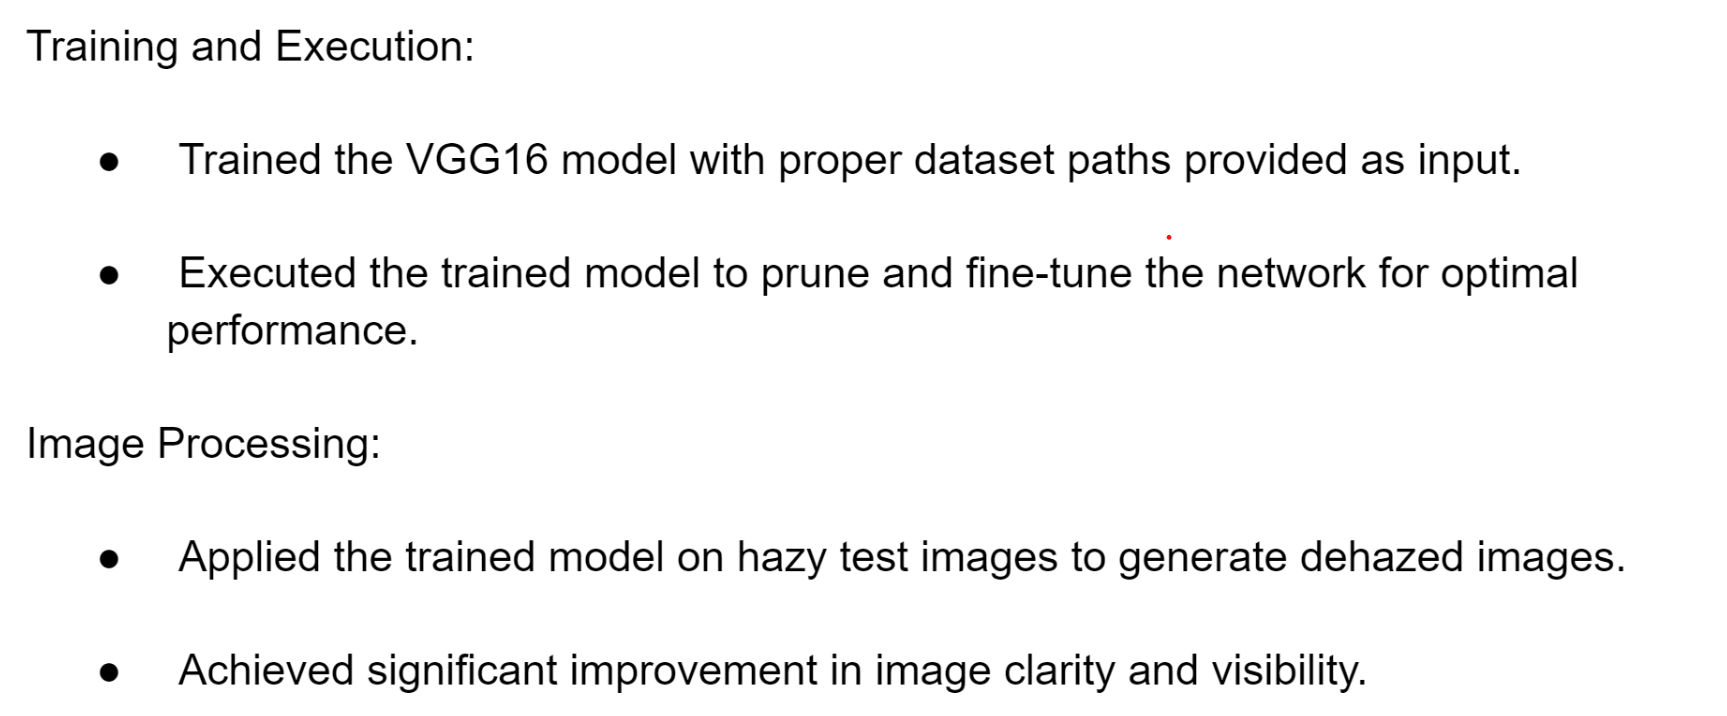 Training and Execution:
● Trained the VGG16 model with proper dataset paths provided as input.
● Executed the trained model to prune and fine-tune the network for optimal
performance.
Image Processing:
● Applied the trained model on hazy test images to generate dehazed images.
● Achieved significant improvement in image clarity and visibility.